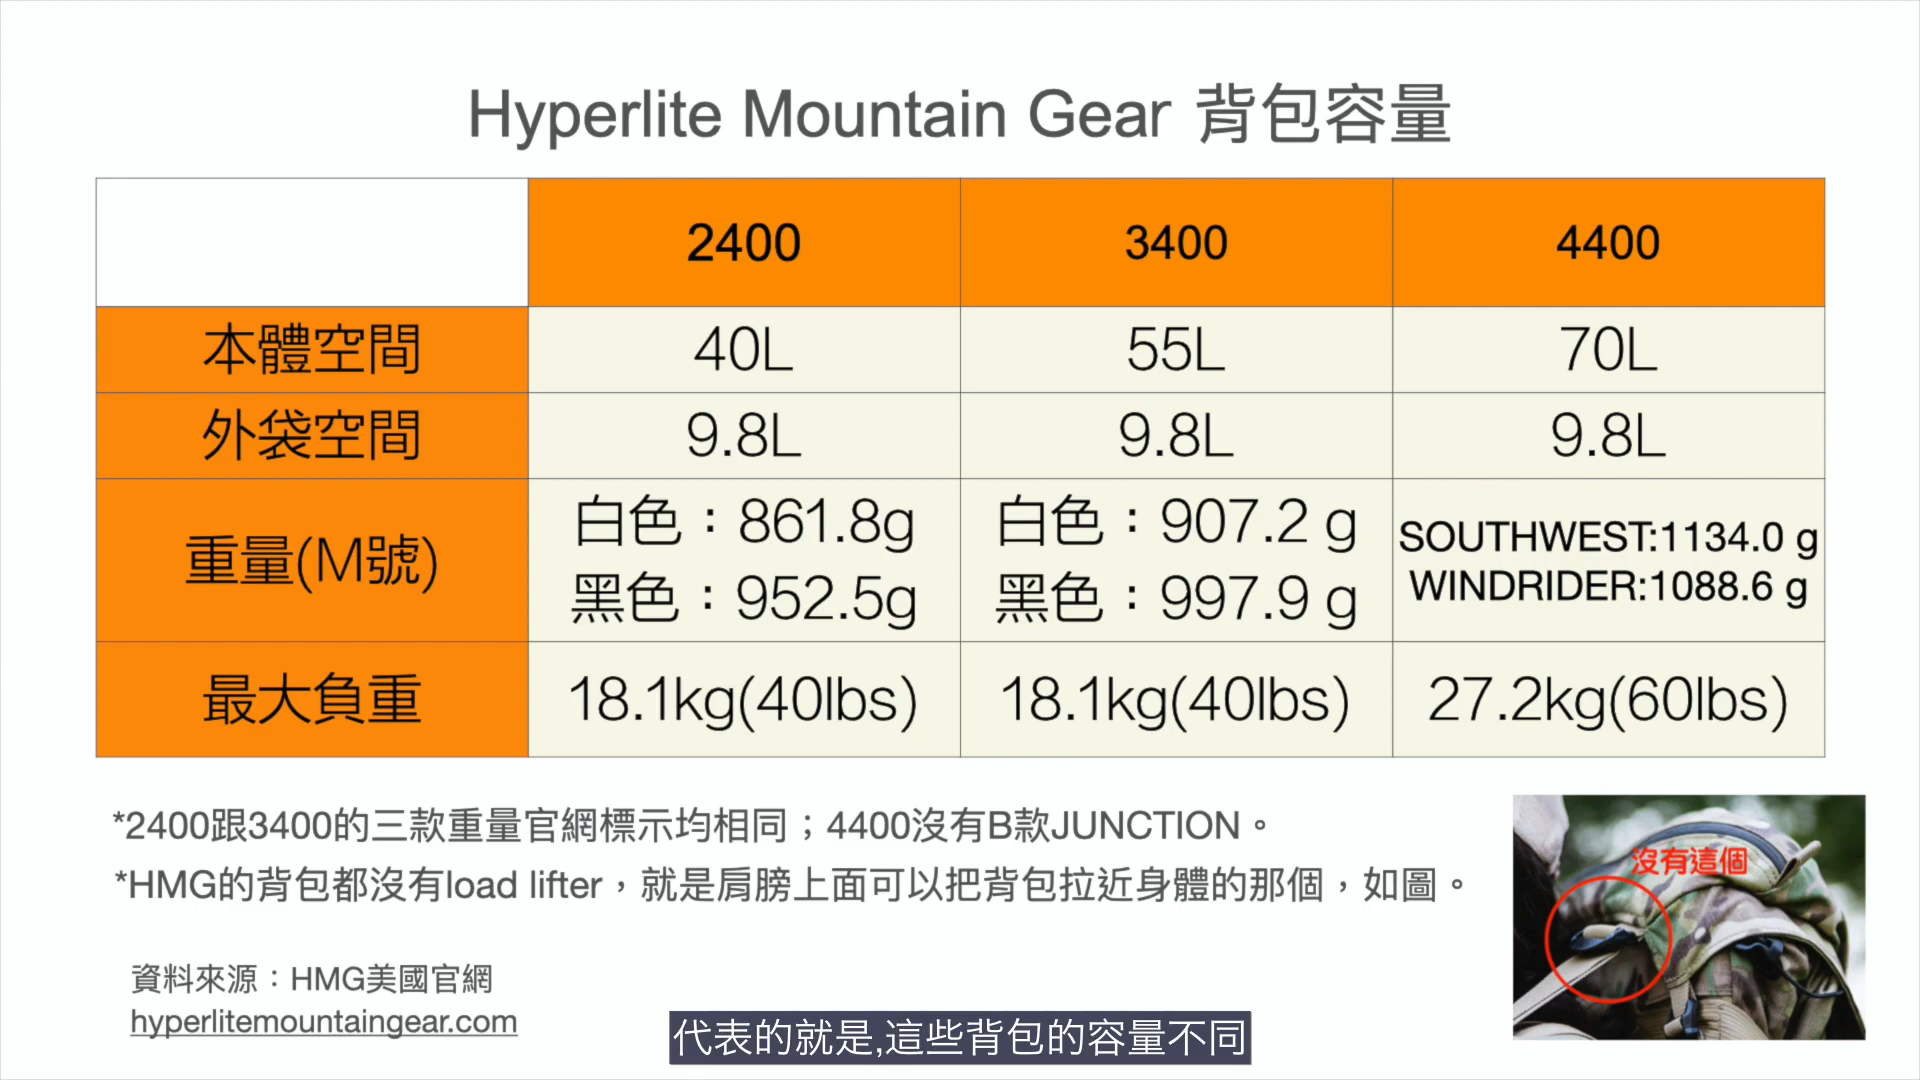 Hyperlite Mountain Gear 背包容量
2400 3400 4400
本體空間 40L 55L 70L
外袋空間 9.8L 9.8L 9.8L
重量(M號) 白色：861.8g 黑色：952.5g 白色：907.2 g 黑色：997.9 g SOUTHWEST:1134.0 g WINDRIDER:1088.6 g
最大負重 18.1kg(40lbs) 18.1kg(40lbs) 27.2kg(60lbs)
*2400跟3400的三款重量官網標示均相同；4400沒有B款JUNCTION。
*HMG的背包都沒有load lifter，就是肩膀上面可以把背包拉近身體的那個，如圖。
沒有這個
資料來源：HMG美國官網
hyperlitemountaingear.com
代表的就是,這些背包的容量不同